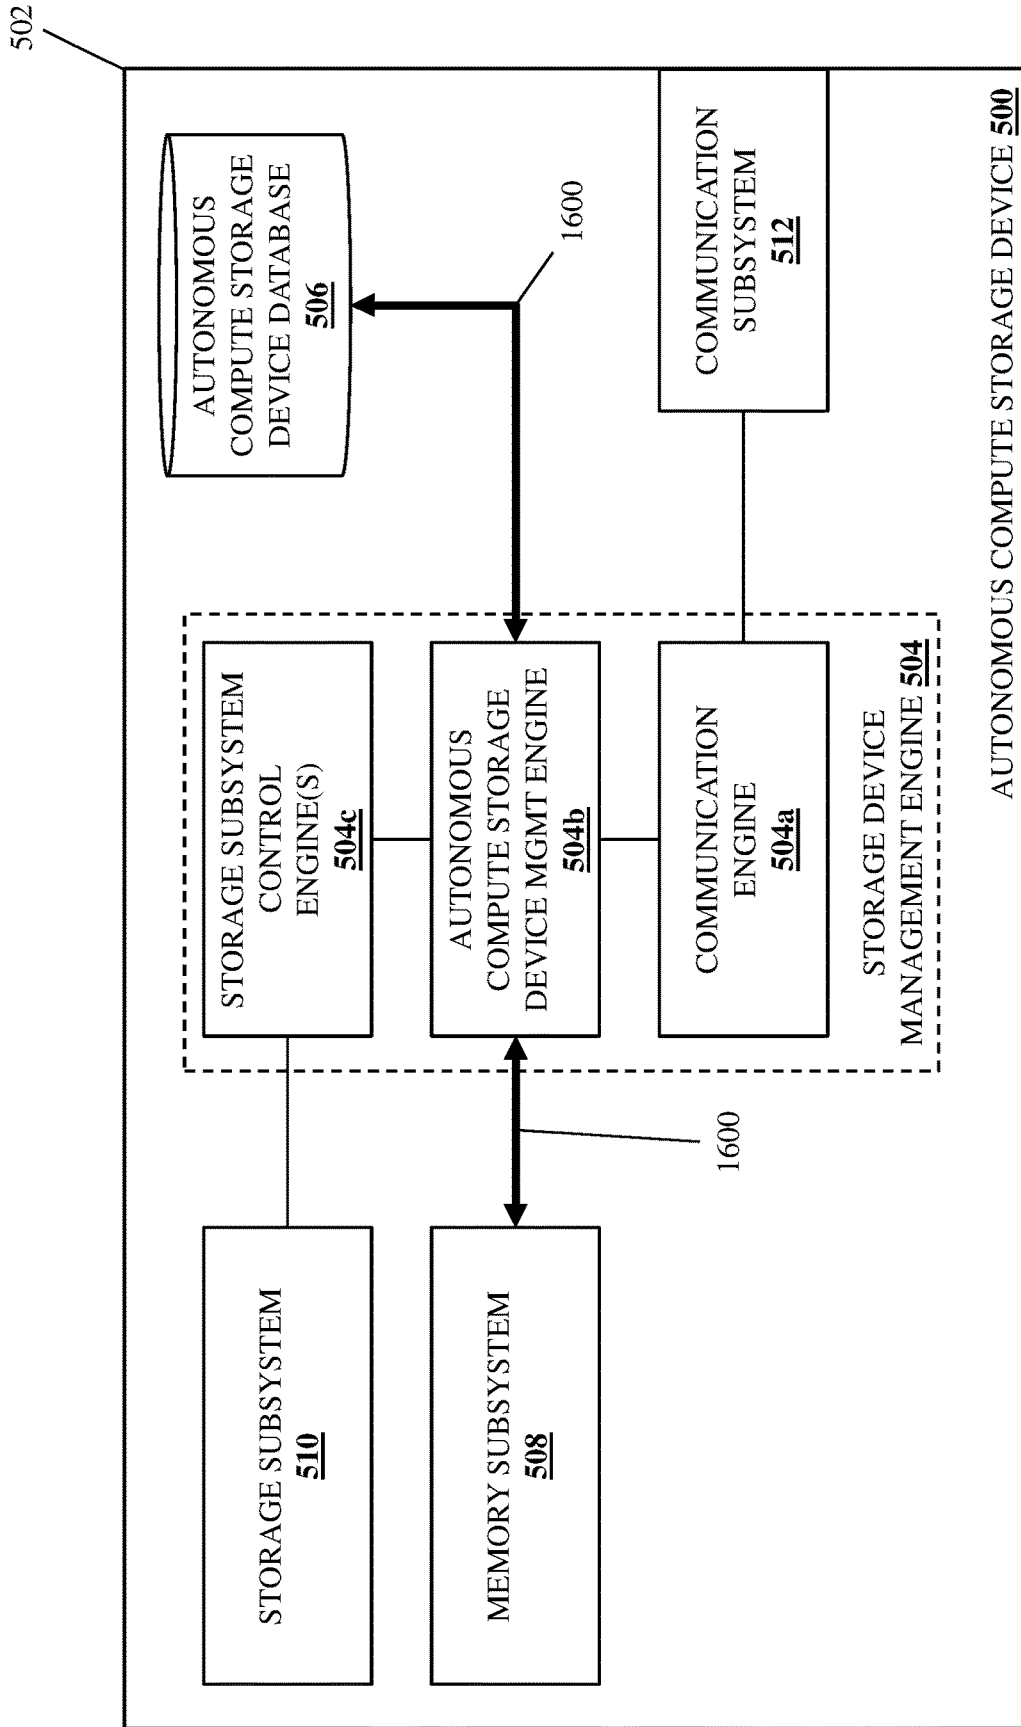 502
AUTONOMOUS
COMPUTE STORAGE
DEVICE DATABASE
506
1600
COMMUNICATION
SUBSYSTEM
512
STORAGE SUBSYSTEM
CONTROL
ENGINE(S)
504c
AUTONOMOUS
COMPUTE STORAGE
DEVICE MGMT ENGINE
504b
COMMUNICATION
ENGINE
504a
STORAGE DEVICE
MANAGEMENT ENGINE 504
1600
STORAGE SUBSYSTEM
510
MEMORY SUBSYSTEM
508
AUTONOMOUS COMPUTE STORAGE DEVICE 500